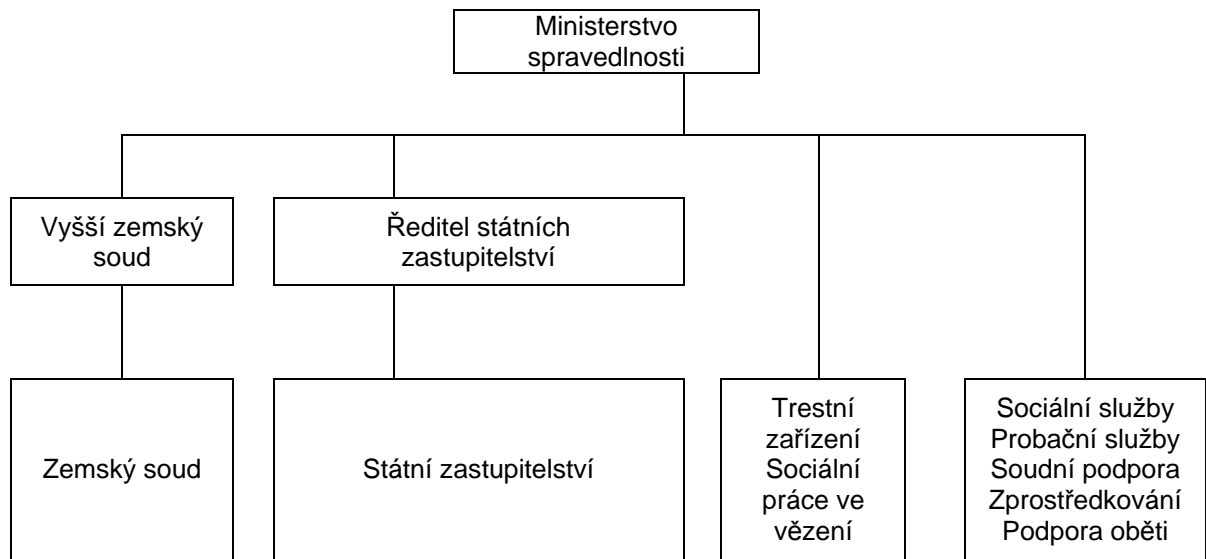 Ministerstvo
spravedlnosti
Vyšší zemský
soud
Ředitel státních
zastupitelství
Zemský soud
Státní zastupitelství
Trestní
zařízení
Sociální
práce ve
vězení
Sociální služby
Probační služby
Soudní podpora
Zprostředkování
Podpora oběti